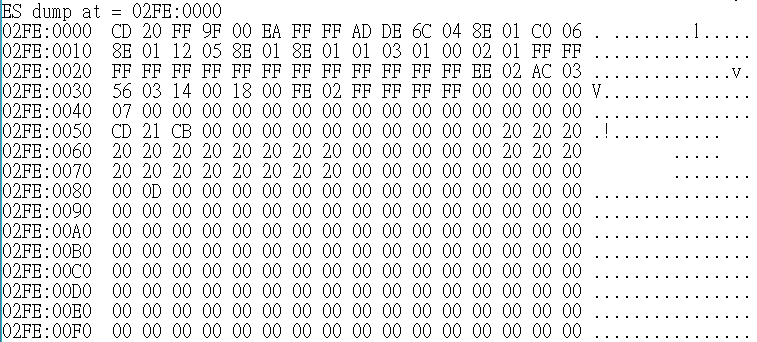 ES dump at = 02FE:0000
02FE:0000  CD 20 FF 9F 00 EA FF FF AD DE 6C 04 8E 01 C0 06 . .........l.....
02FE:0010  8E 01 12 05 8E 01 8E 01 01 03 01 00 02 01 FF FF ................
02FE:0020  FF FF FF FF FF FF FF FF FF FF FF FF EE 02 AC 03 ..............v.
02FE:0030  56 03 14 00 18 00 FE 02 FF FF FF FF 00 00 00 00 V...............
02FE:0040  07 00 00 00 00 00 00 00 00 00 00 00 00 00 00 00 ................
02FE:0050  CD 21 CB 00 00 00 00 00 00 00 00 00 00 20 20 20 .!...........
02FE:0060  20 20 20 20 20 20 20 20 00 00 00 00 00 20 20 20         .....
02FE:0070  20 20 20 20 20 20 20 20 00 00 00 00 00 00 00 00         ........
02FE:0080  00 0D 00 00 00 00 00 00 00 00 00 00 00 00 00 00 ................
02FE:0090  00 00 00 00 00 00 00 00 00 00 00 00 00 00 00 00 ................
02FE:00A0  00 00 00 00 00 00 00 00 00 00 00 00 00 00 00 00 ................
02FE:00B0  00 00 00 00 00 00 00 00 00 00 00 00 00 00 00 00 ................
02FE:00C0  00 00 00 00 00 00 00 00 00 00 00 00 00 00 00 00 ................
02FE:00D0  00 00 00 00 00 00 00 00 00 00 00 00 00 00 00 00 ................
02FE:00E0  00 00 00 00 00 00 00 00 00 00 00 00 00 00 00 00 ................
02FE:00F0  00 00 00 00 00 00 00 00 00 00 00 00 00 00 00 00 ................